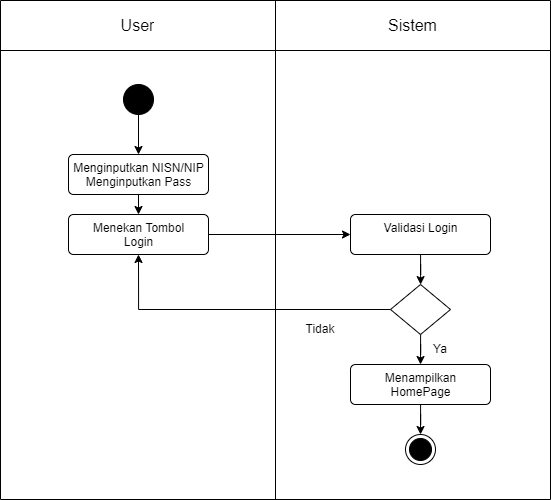 User
Sistem
Menginputkan NISN/NIP
Menginputkan Pass
Menekan Tombol
Login
Validasi Login
Tidak
Ya
Menampilkan
HomePage